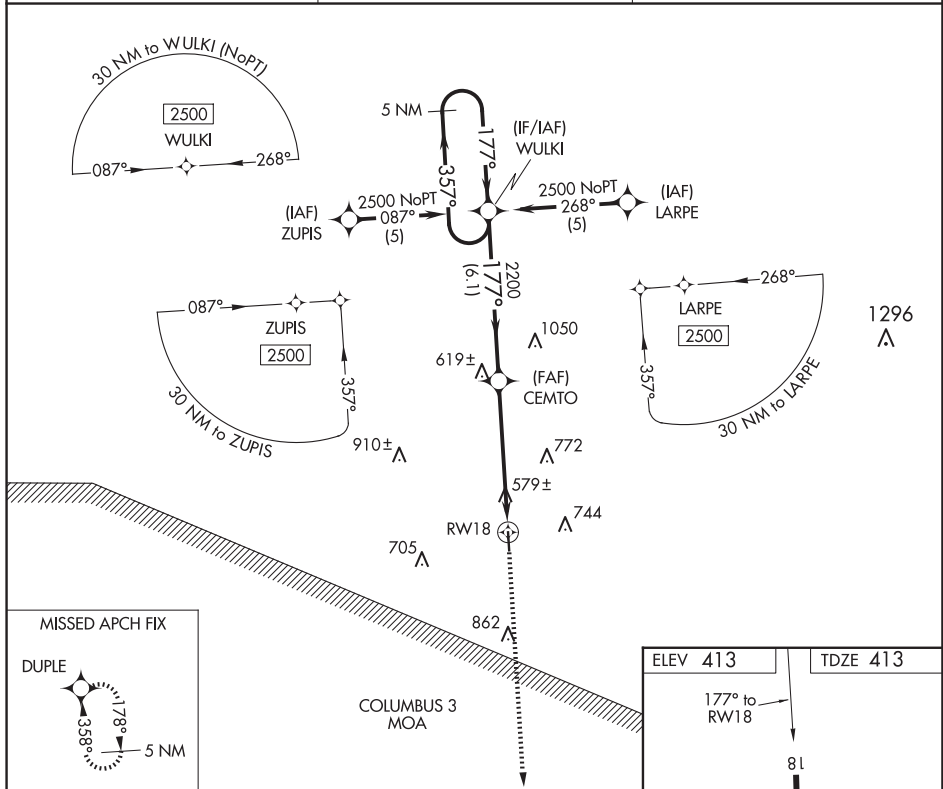 30 NM to WULKI (NoPT)
2500
WULKI
087°
268°
5 NM
177°
357°
(IF/IAF)
WULKI
(IAF)
ZUPIS
2500 NoPT
087°
(5)
2500 NoPT
268°
(5)
(IAF)
LARPE
2200
177°
(6.1)
087°
ZUPIS
2500
357°
30 NM to ZUPIS
268°
LARPE
2500
357°
30 NM to LARPE
1296
1050
619±
(FAF)
CEMTO
910±
772
579±
744
RW18
705
862
MISSED APCH FIX
DUPLE
358°
178°
5 NM
COLUMBUS 3
MOA
ELEV 413
TDZE 413
177° to
RW18
18